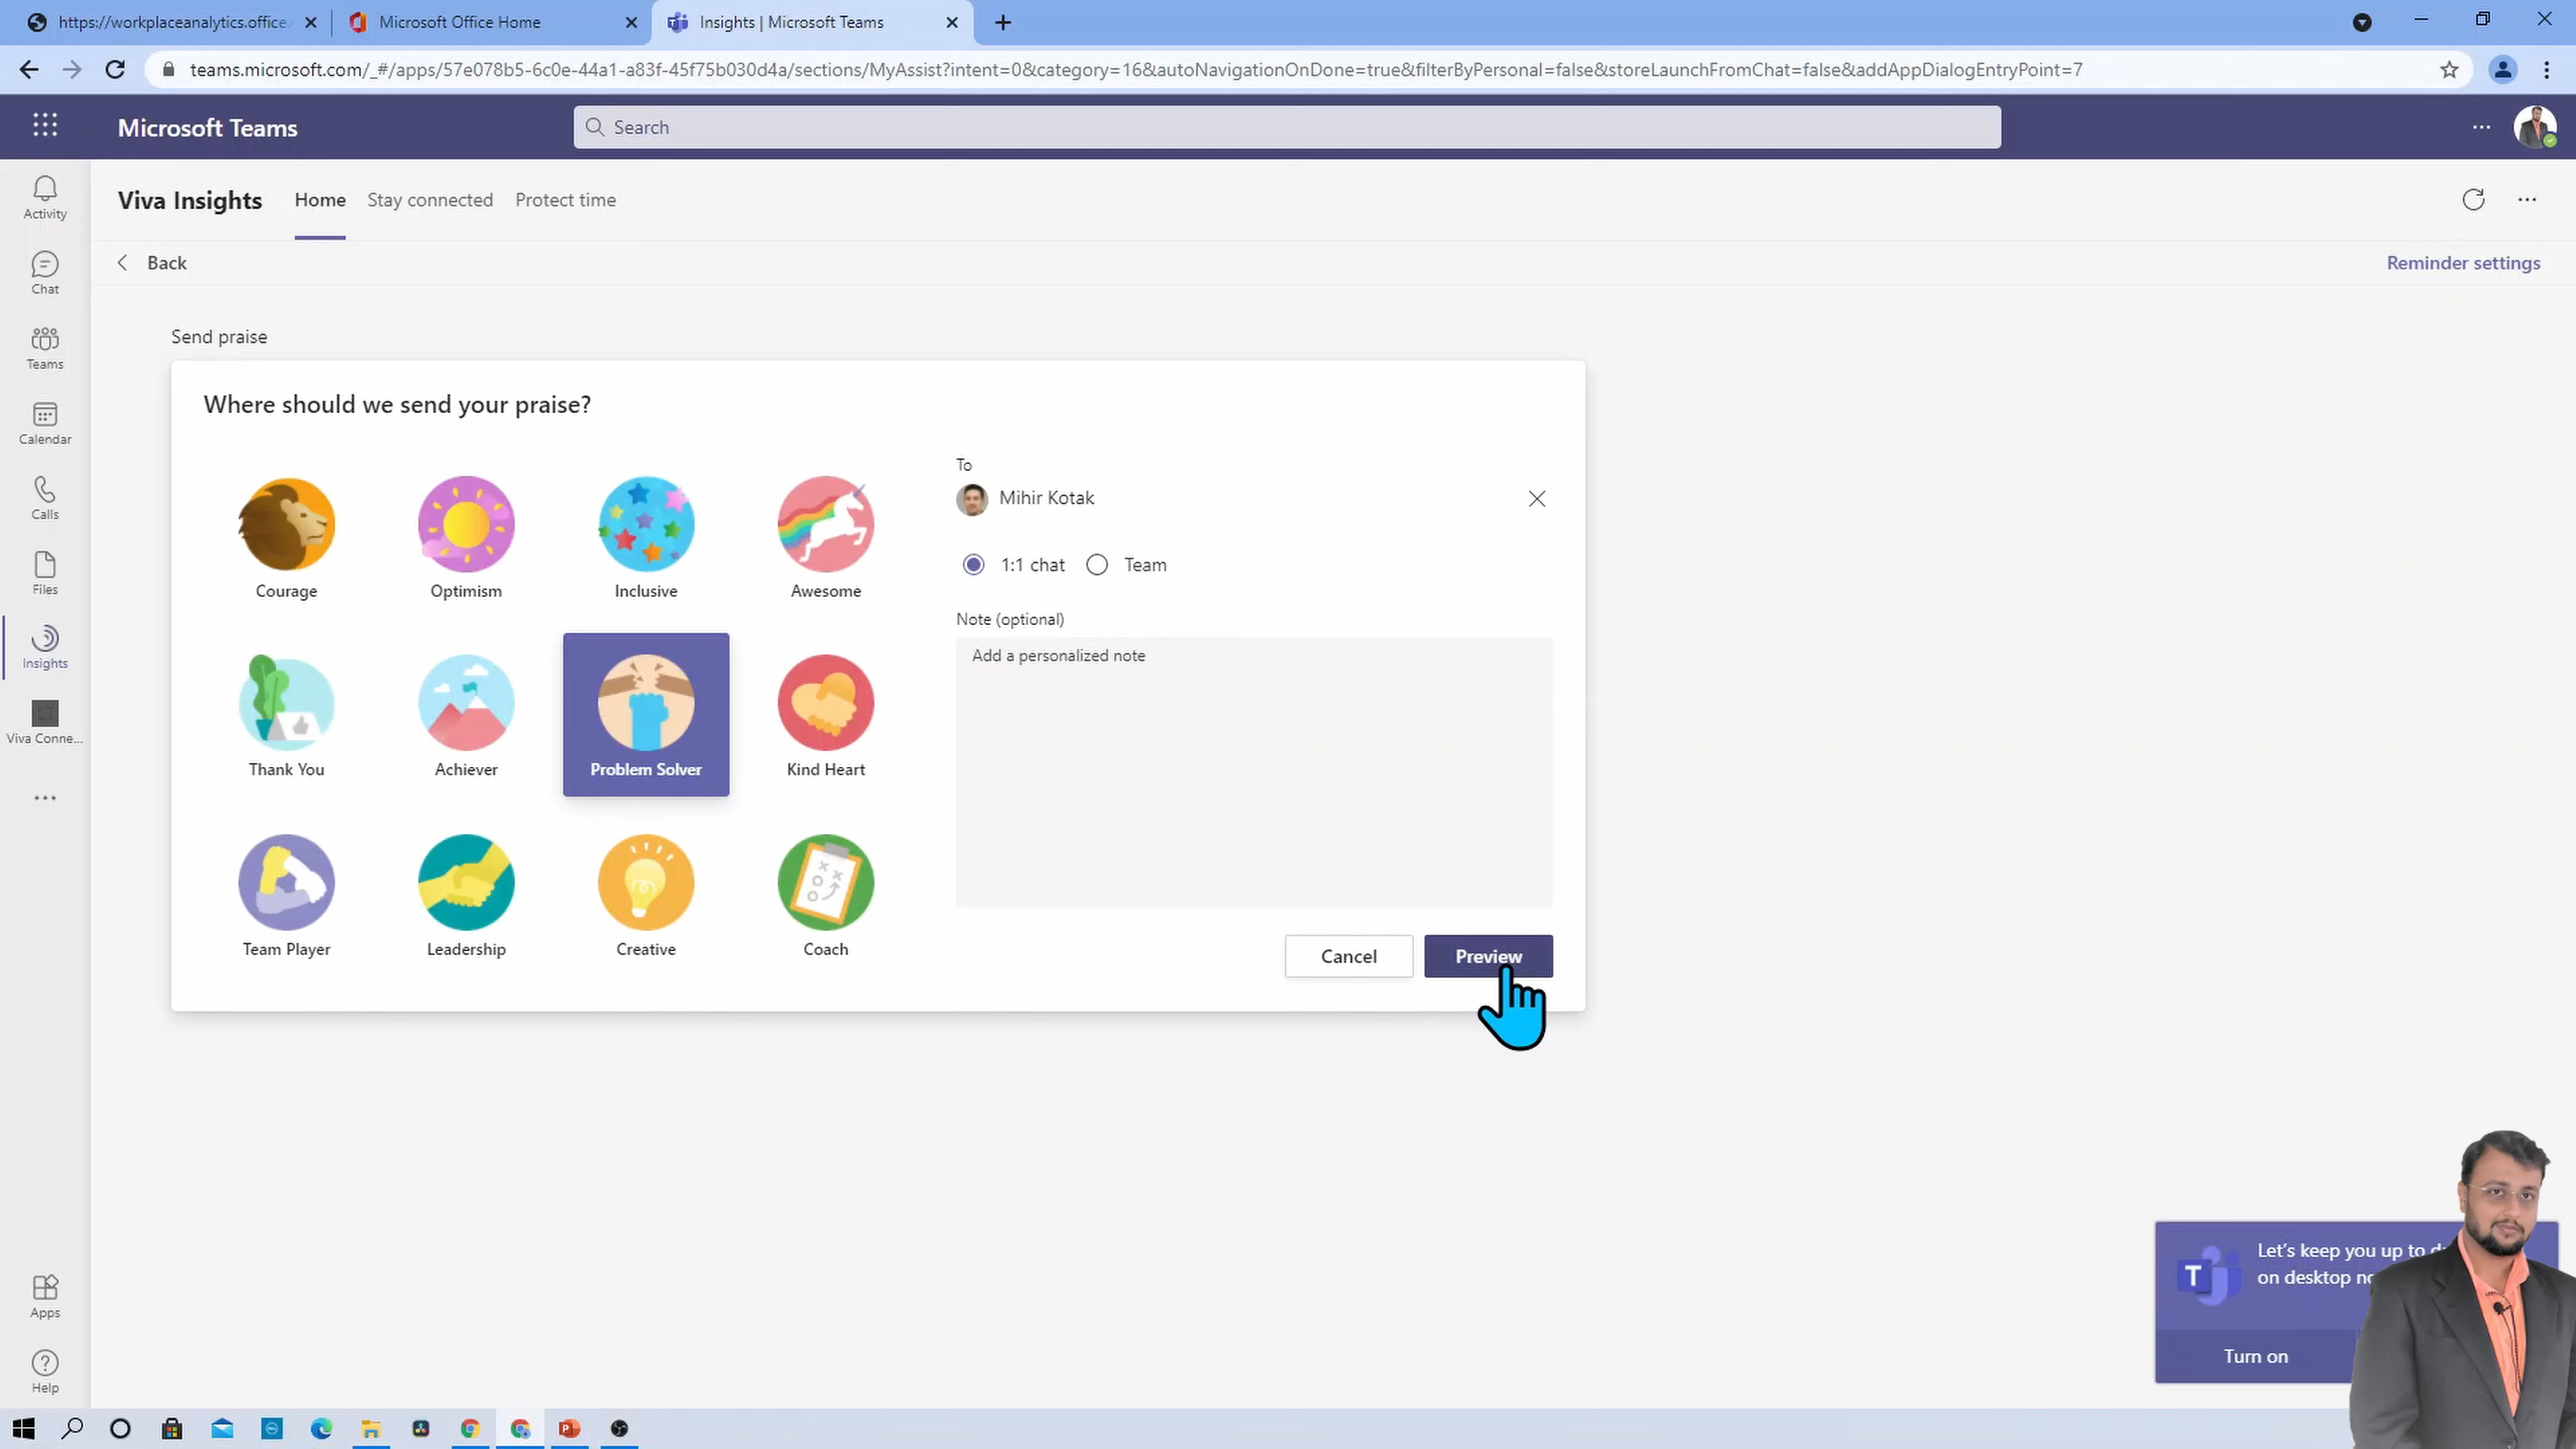 https://workplaceanalytics.office.
Microsoft Office Home
Insights | Microsoft Teams
teams.microsoft.com/_#/apps/57e078b5-6c0e-44a1-a83f-45f75b030d4a/sections/MyAssist?intent=0&category=16&autoNavigationOnDone=true&filterByPersonal=false&storeLaunchFromChat=false&addAppDialogEntryPoint=7
Microsoft Teams
Search
Activity
Chat
Teams
Calendar
Calls
Files
Insights
Viva Conne...
Apps
Help
Viva Insights
Home
Stay connected
Protect time
Back
Reminder settings
Send praise
Where should we send your praise?
Courage
Optimism
Inclusive
Awesome
Thank You
Achiever
Problem Solver
Kind Heart
Team Player
Leadership
Creative
Coach
To
Mihir Kotak
1:1 chat
Team
Note (optional)
Add a personalized note
Cancel
Preview
Let's keep you up to
on desktop
Turn on